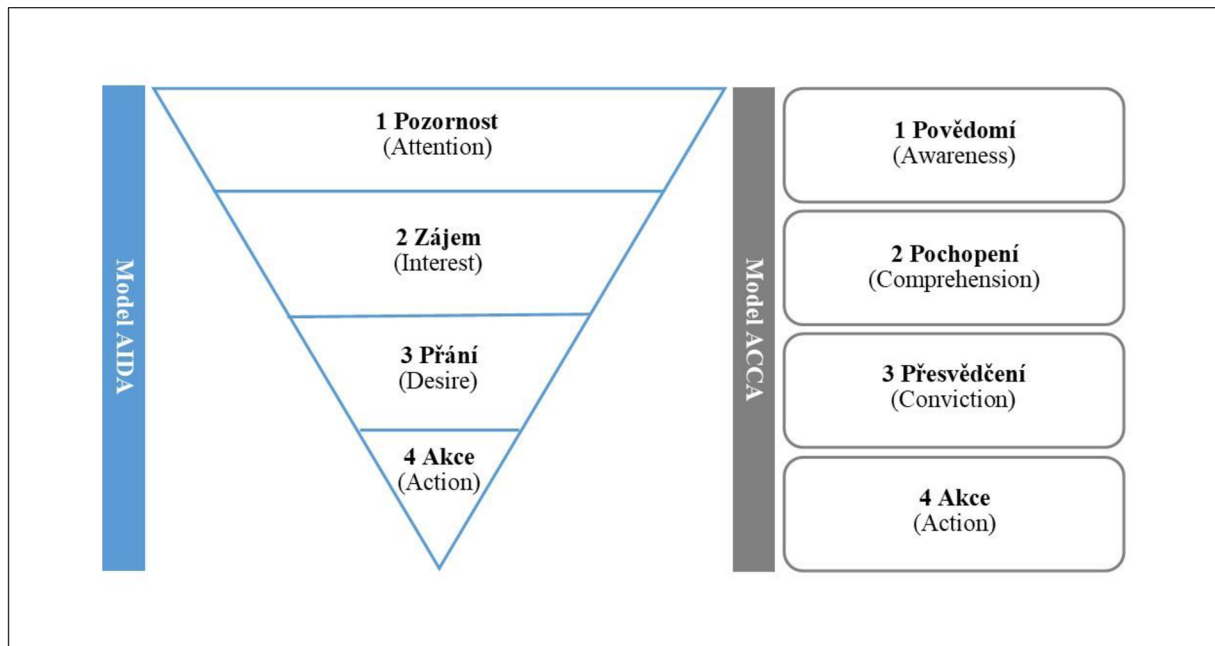 Model AIDA
1 Pozornost
(Attention)
2 Zájem
(Interest)
3 Přání
(Desire)
4 Akce
(Action)
Model ACCA
1 Povědomí
(Awareness)
2 Pochopení
(Comprehension)
3 Přesvědčení
(Conviction)
4 Akce
(Action)